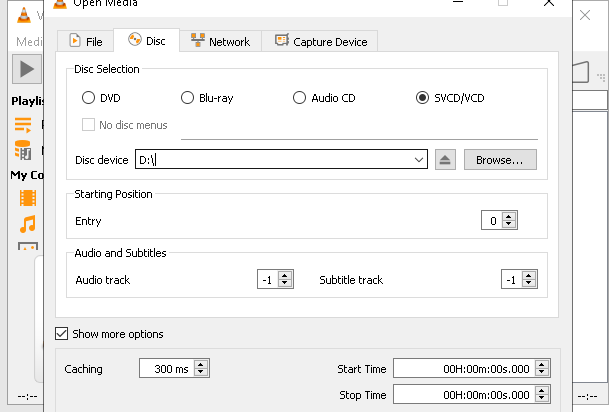 Open Media
Medi
File
Disc
Network
Capture Device
Disc Selection
DVD
Blu-ray
Audio CD
SVCD/VCD
No disc menus
Disc device
D:\
Browse...
Starting Position
Entry
0
Audio and Subtitles
Audio track
-1
Subtitle track
-1
Show more options
Caching
300 ms
Start Time
00H:00m:00s.000
Stop Time
00H:00m:00s.000
Playlis
My Co
--:--
--:--